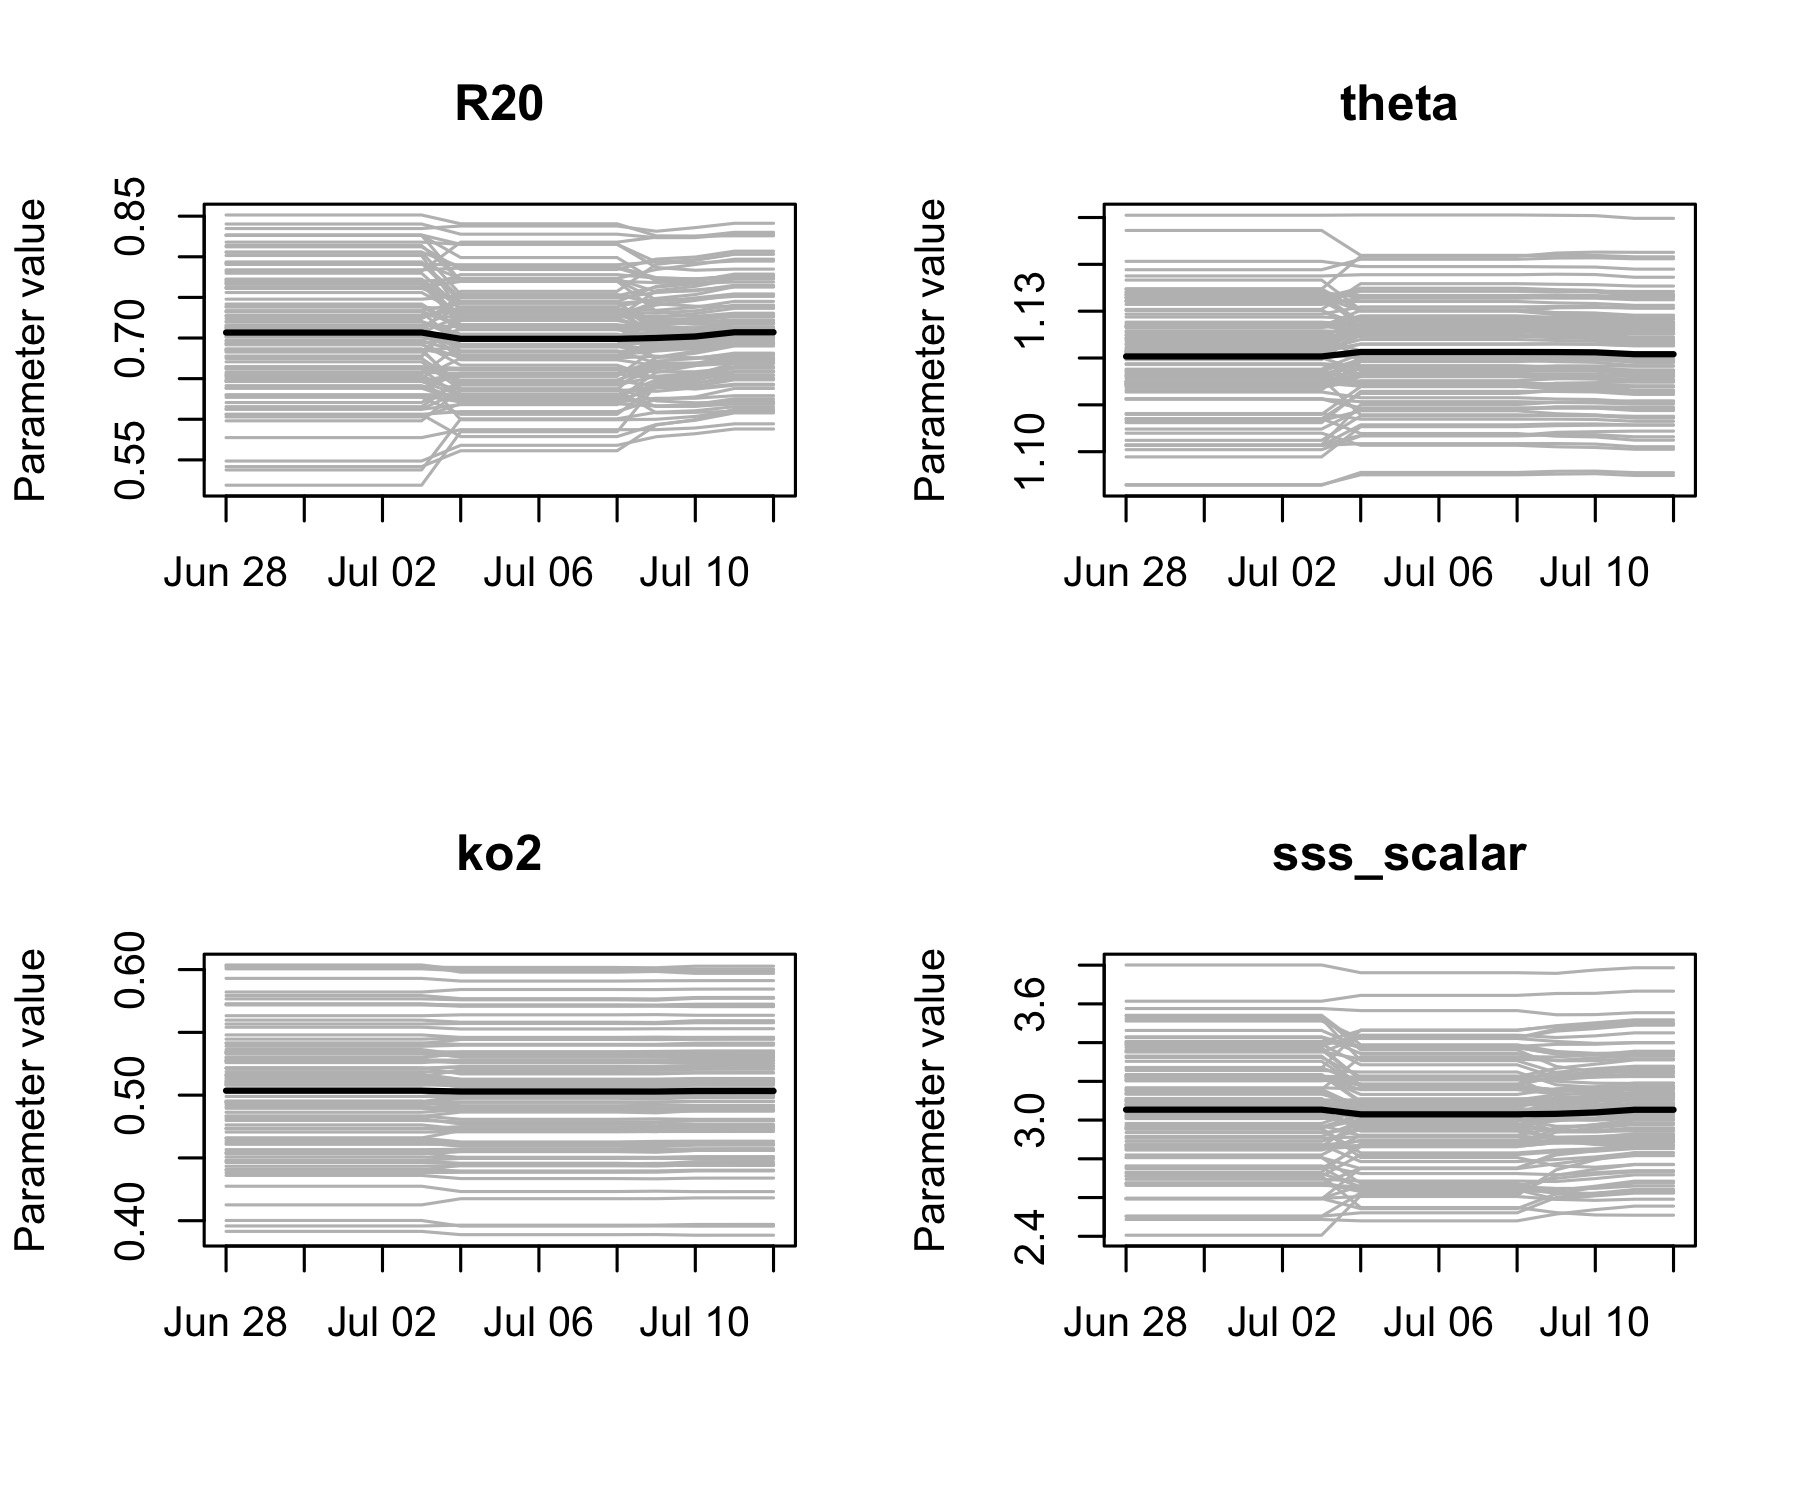 R20
Parameter value
0.85
0.70
0.55
Jun 28 Jul 02 Jul 06 Jul 10
theta
Parameter value
1.13
1.10
Jun 28 Jul 02 Jul 06 Jul 10
ko2
Parameter value
0.60
0.50
0.40
Jun 28 Jul 02 Jul 06 Jul 10
sss_scalar
Parameter value
3.6
3.0
2.4
Jun 28 Jul 02 Jul 06 Jul 10